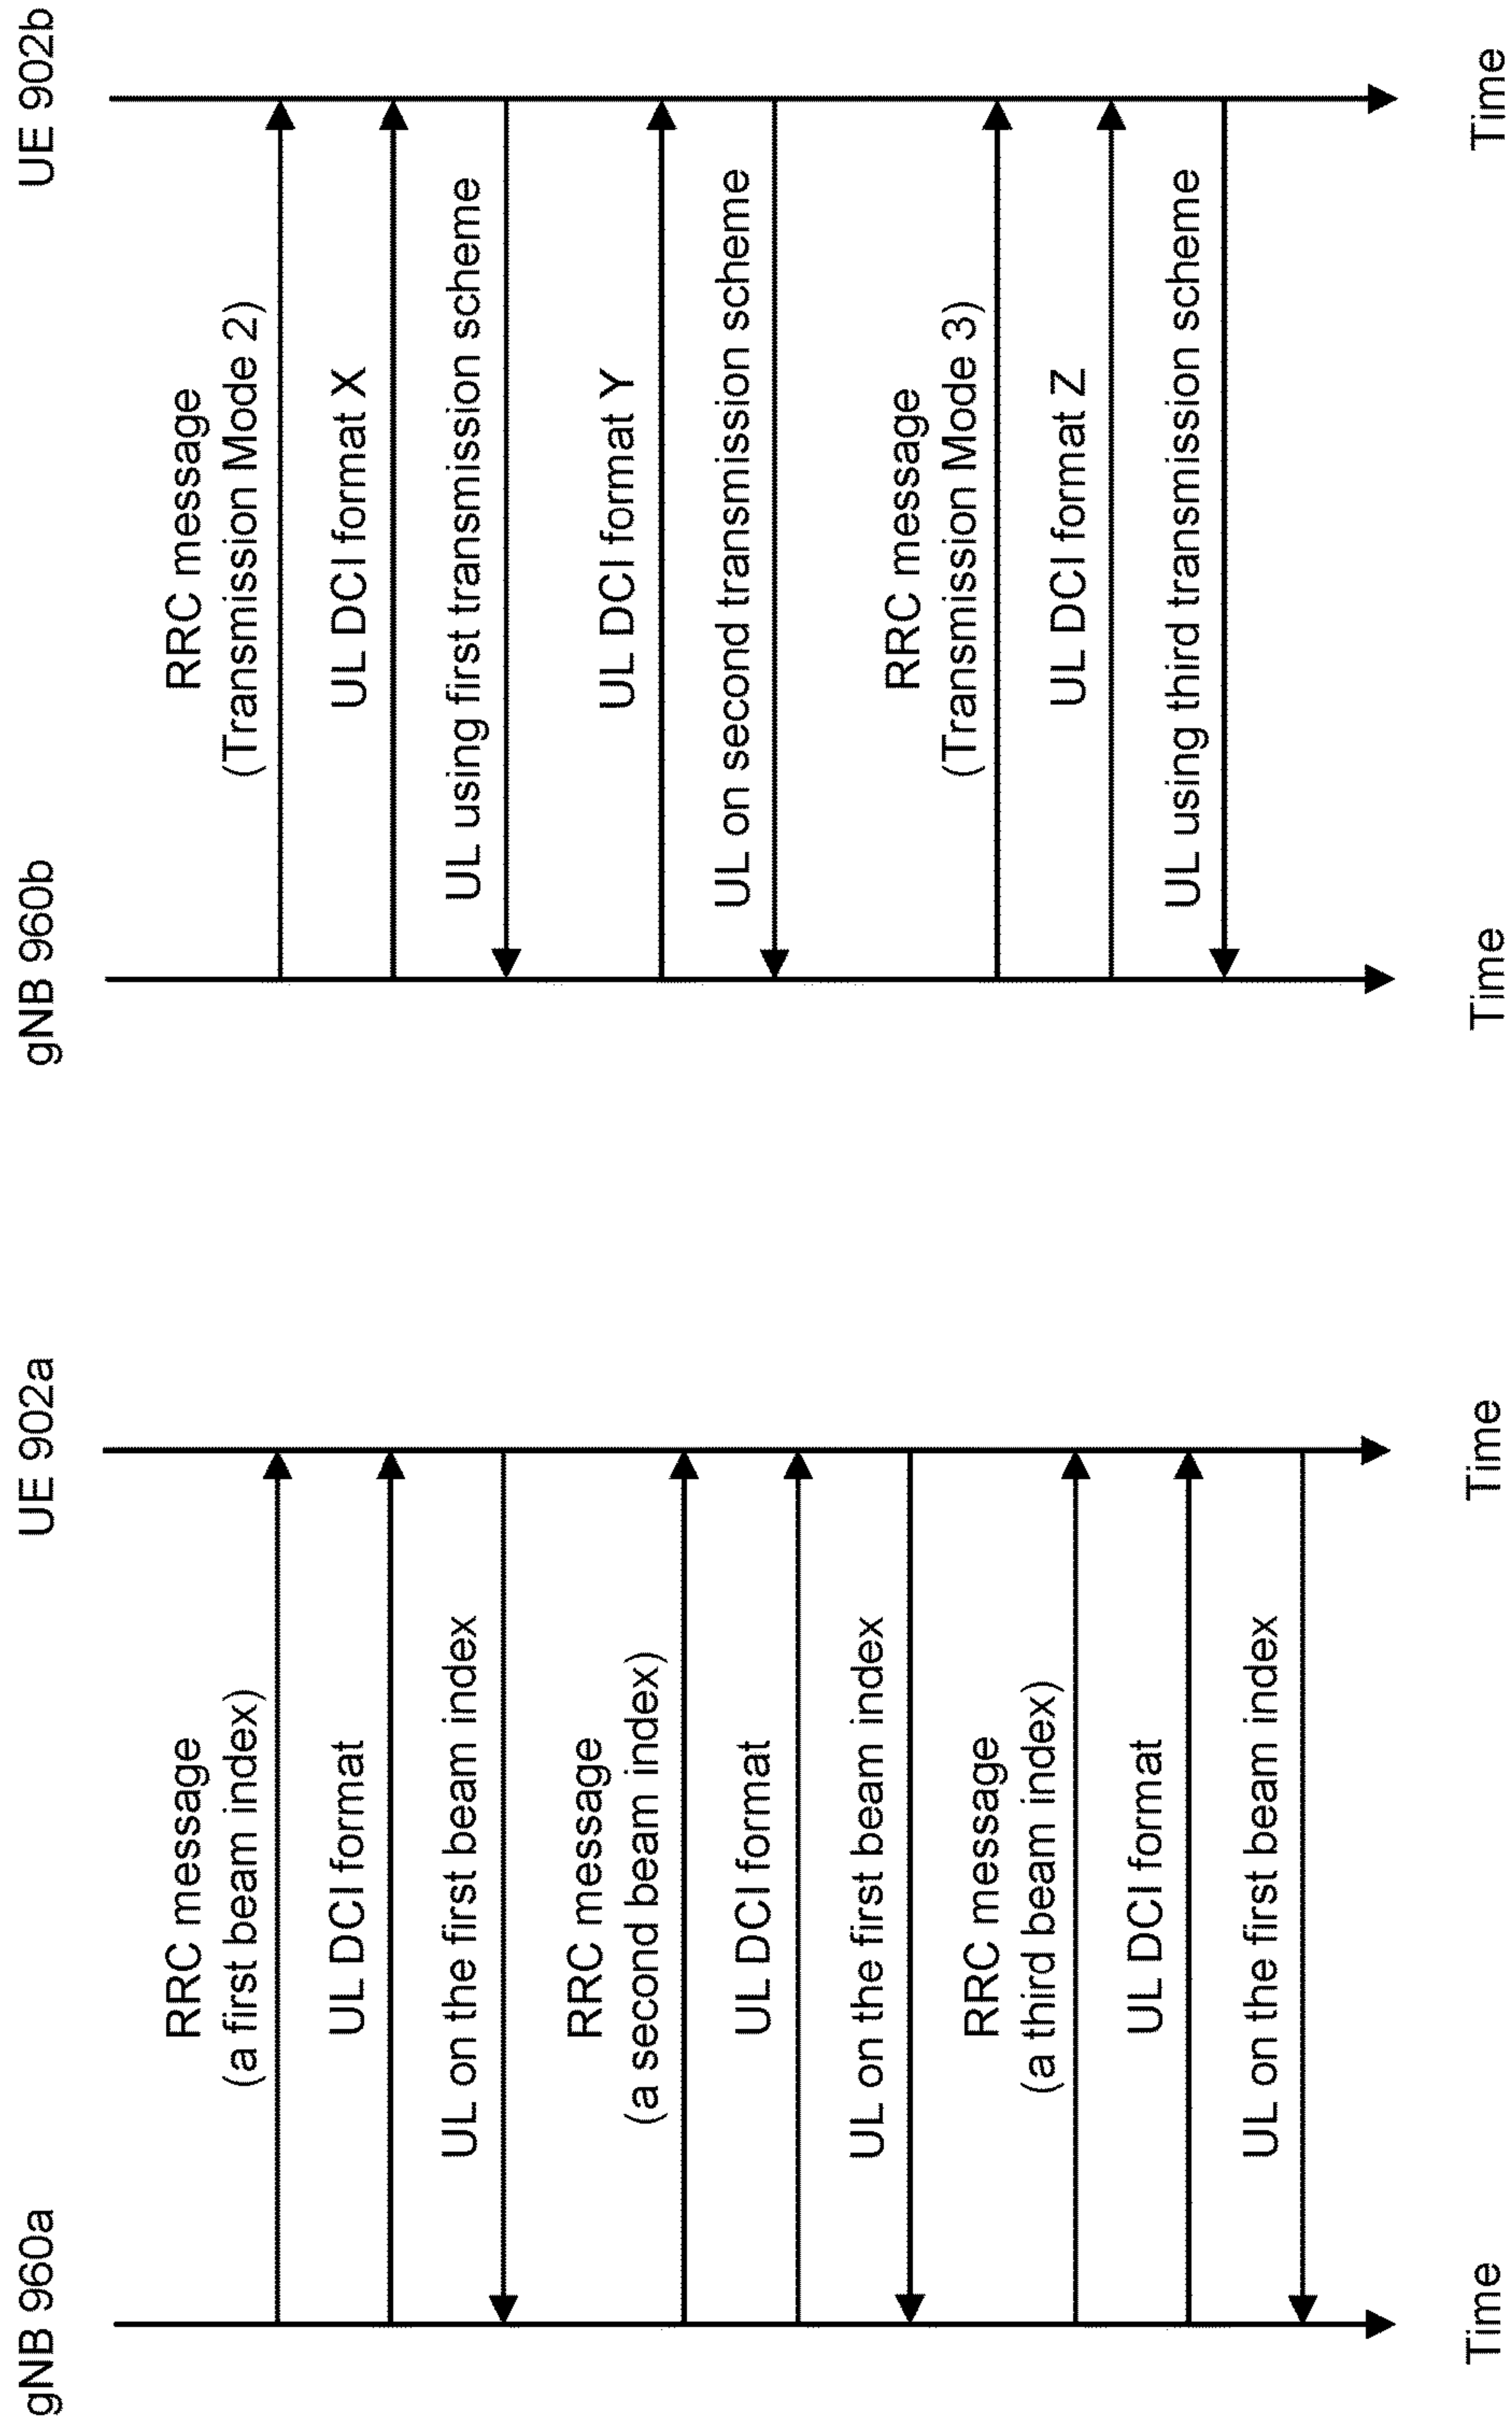 gNB 960a
UE 902a
RRC message
(a first beam index)
UL DCI format
UL on the first beam index
RRC message
(a second beam index)
UL DCI format
UL on the first beam index
RRC message
(a third beam index)
UL DCI format
UL on the first beam index
Time
Time
gNB 960b
UE 902b
RRC message
(Transmission Mode 2)
UL DCI format X
UL using first transmission scheme
UL DCI format Y
UL on second transmission scheme
RRC message
(Transmission Mode 3)
UL DCI format Z
UL using third transmission scheme
Time
Time